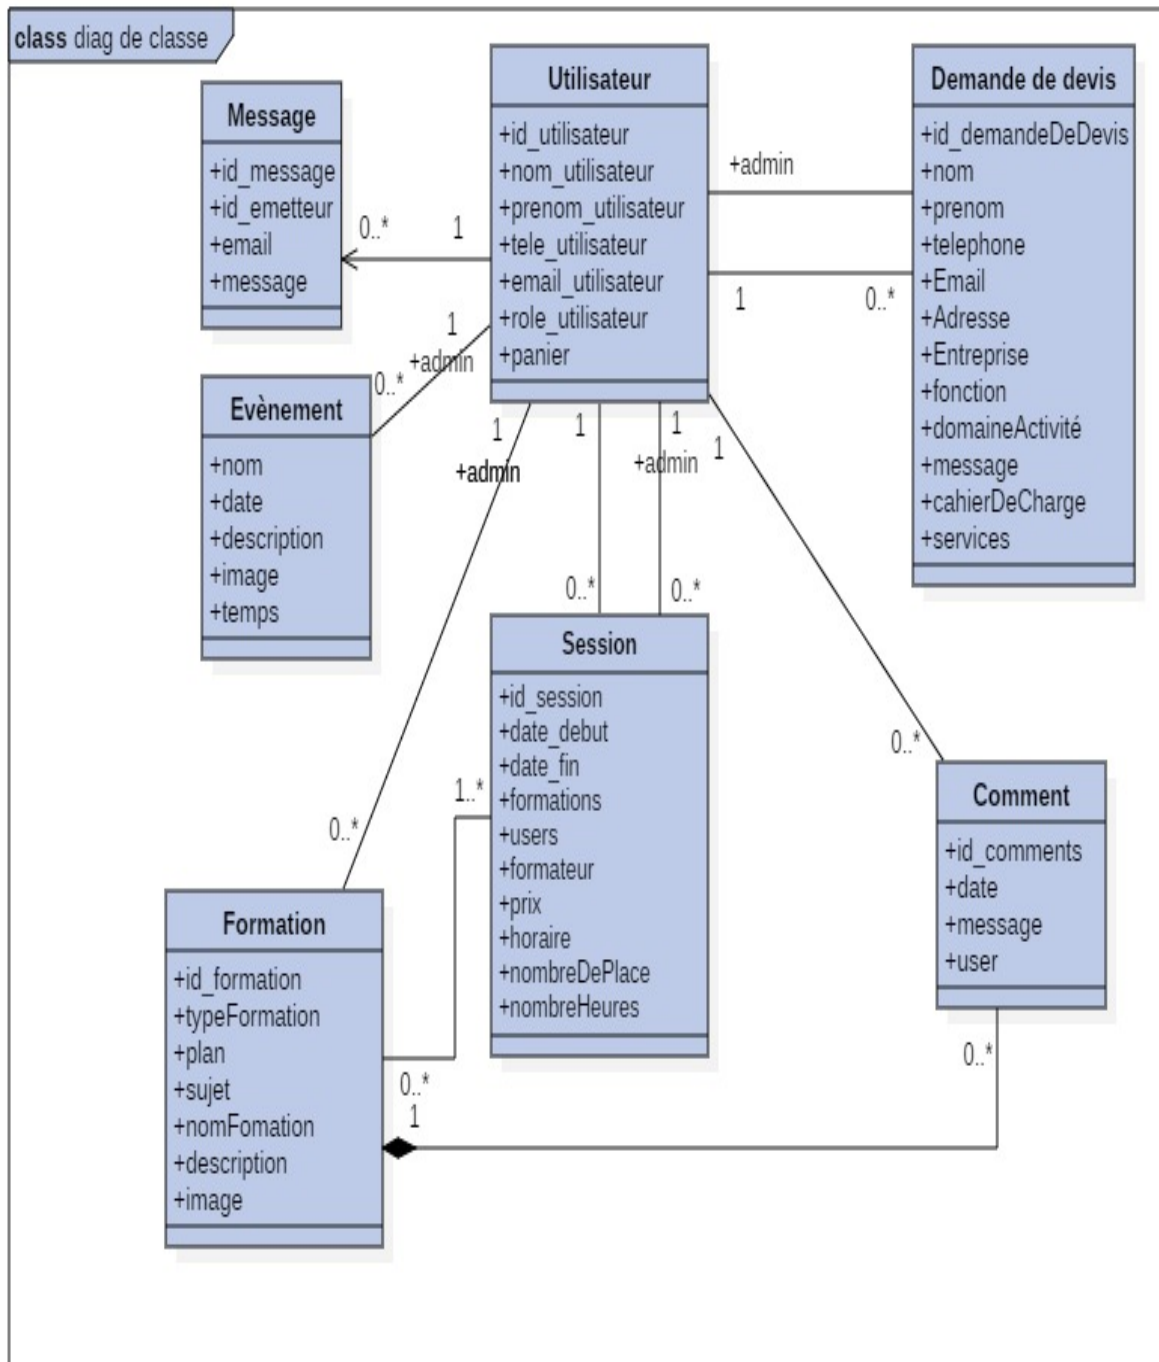 class diag de classe
Message
+id_message
+id_emetteur
+email
+message
Utilisateur
+id_utilisateur
+nom_utilisateur
+prenom_utilisateur
+tele_utilisateur
+email_utilisateur
+role_utilisateur
+panier
Demande de devis
+id_demandeDeDevis
+nom
+prenom
+telephone
+Email
+Adresse
+Entreprise
+fonction
+domaineActivité
+message
+cahierDeCharge
+services
+admin
0..* 1
1 0..*
1
+admin
0..*
Evènement
+nom
+date
+description
+image
+temps
1
+admin
1
1
+admin
1
0..*
0..*
0..*
0..*
Session
+id_session
+date_debut
+date_fin
+formations
+users
+formateur
+prix
+horaire
+nombreDePlace
+nombreHeures
Comment
+id_comments
+date
+message
+user
1..*
0..*
1
0..*
Formation
+id_formation
+typeFormation
+plan
+sujet
+nomFomation
+description
+image